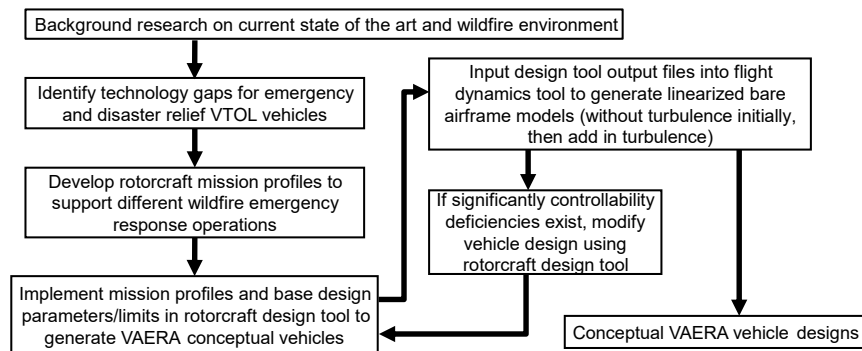 Background research on current state of the art and wildfire environment
Identify technology gaps for emergency
and disaster relief VTOL vehicles
Develop rotorcraft mission profiles to
support different wildfire emergency
response operations
Implement mission profiles and base design
parameters/limits in rotorcraft design tool to
generate VAERA conceptual vehicles
Input design tool output files into flight
dynamics tool to generate linearized bare
airframe models (without turbulence initially,
then add in turbulence)
If significantly controllability
deficiencies exist, modify
vehicle design using
rotorcraft design tool
Conceptual VAERA vehicle designs